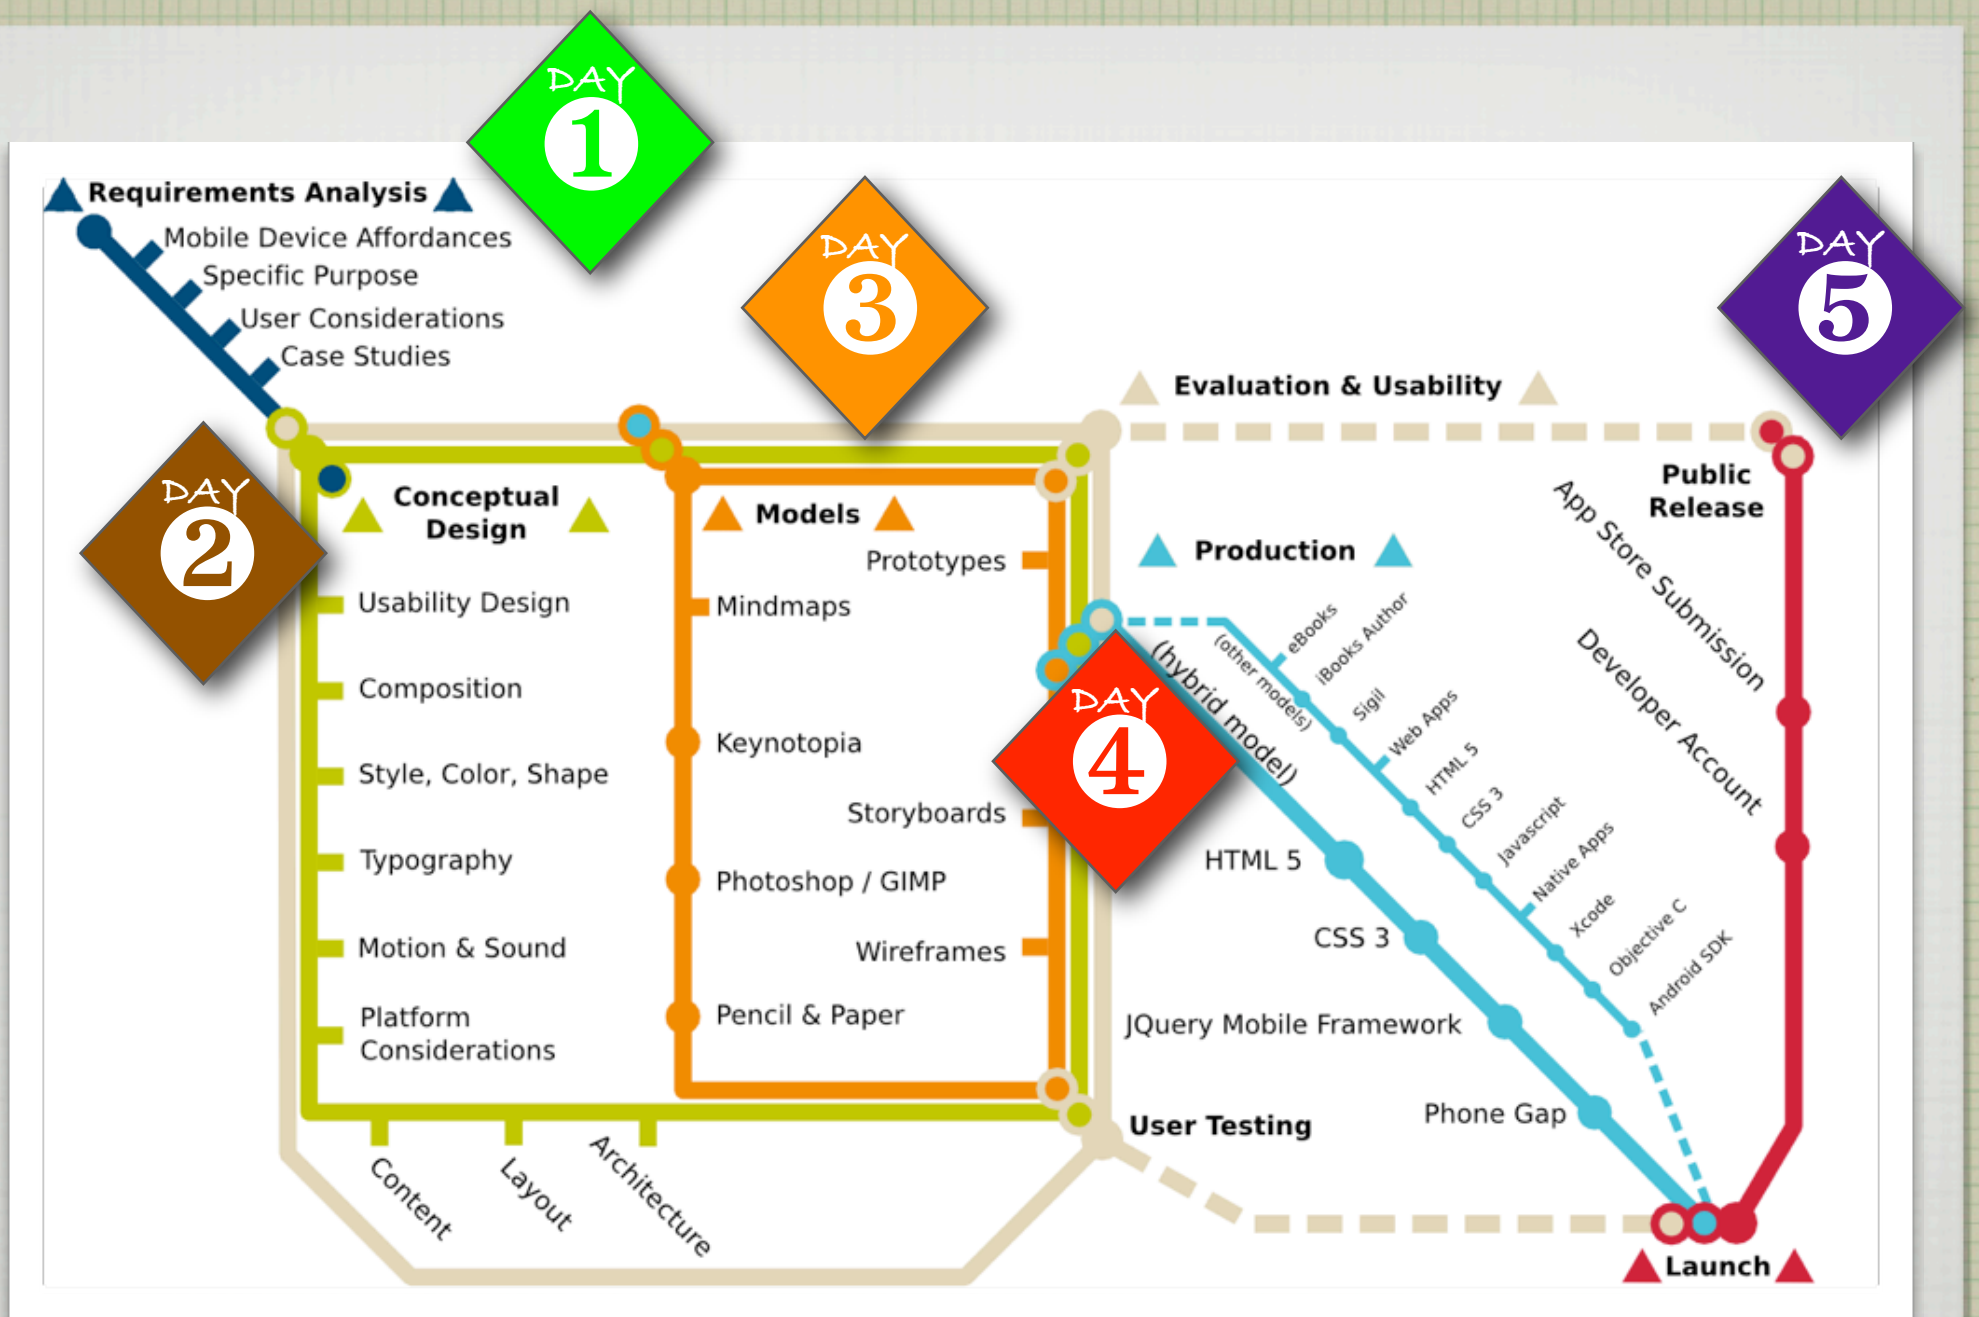 DAY
1
Requirements Analysis
Mobile Device Affordances
Specific Purpose
User Considerations
Case Studies
DAY
3
DAY
5
Evaluation & Usability
DAY
2
Conceptual
Design
Usability Design
Composition
Style, Color, Shape
Typography
Motion & Sound
Platform
Considerations
Content
Layout
Architecture
Models
Prototypes
Mindmaps
Keynotopia
Storyboards
Photoshop / GIMP
Wireframes
Pencil & Paper
DAY
4
Production
(hybrid model)
HTML 5
CSS 3
JQuery Mobile Framework
Phone Gap
(other models)
eBooks
iBooks Author
Sigil
Web Apps
HTML 5
CSS 3
Javascript
Native Apps
Xcode
Objective C
Android SDK
Public
Release
App Store Submission
Developer Account
User Testing
Launch